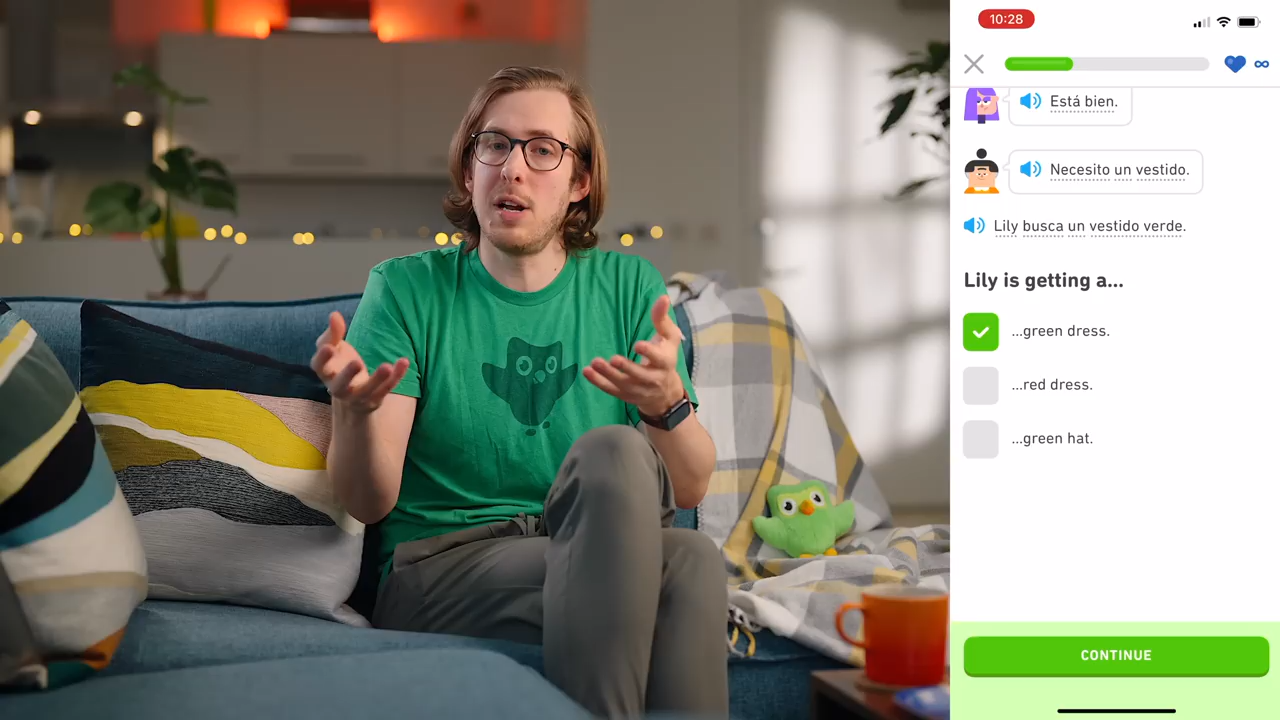 10:28
∞
Está bien.
Necesito un vestido.
Lily busca un vestido verde.
Lily is getting a...
...green dress.
...red dress.
...green hat.
CONTINUE